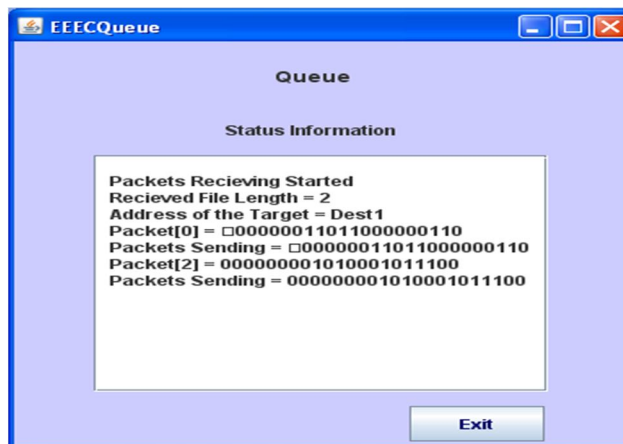 EEECQueue
Queue
Status Information
Packets Recieving Started
Recieved File Length = 2
Address of the Target = Dest1
Packet[0] = □000000110110000000110
Packets Sending = □000000110110000000110
Packet[2] = 000000001010001011100
Packets Sending = 000000001010001011100
Exit